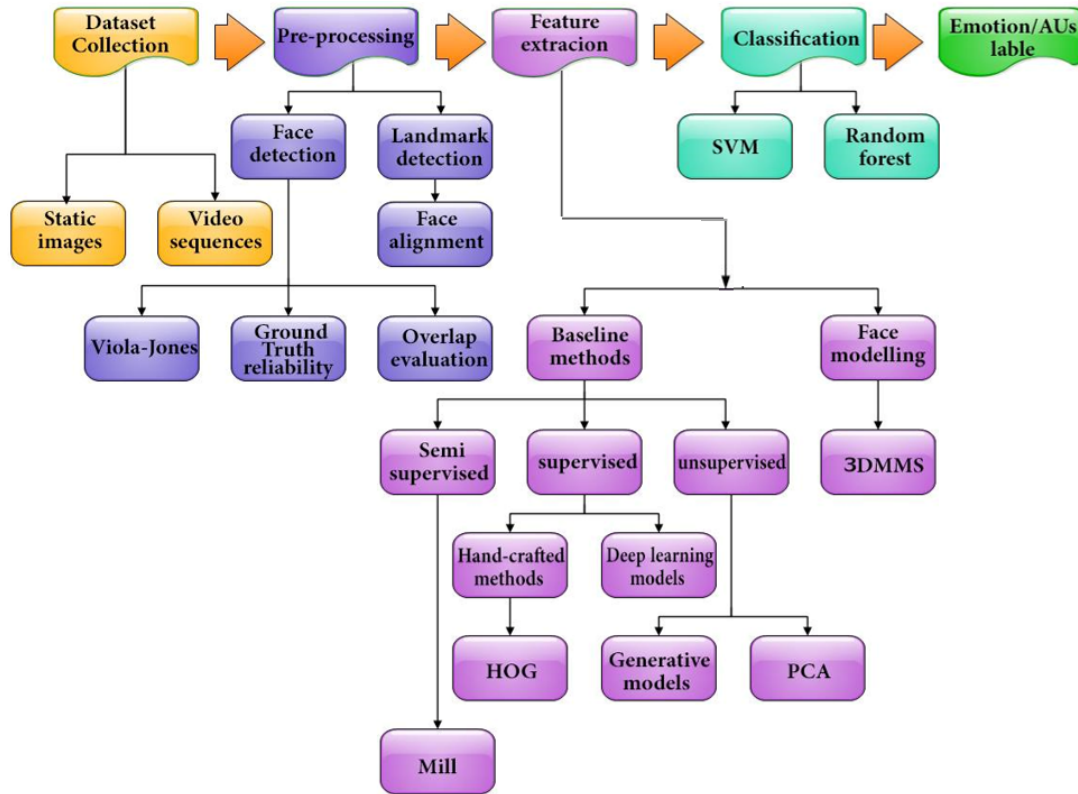 Dataset
Collection
Pre-processing
Feature
extracion
Classification
Emotion/AUs
lable
Face
detection
Landmark
detection
SVM
Random
forest
Static
images
Video
sequences
Face
alignment
Viola-Jones
Ground
Truth
reliability
Overlap
evaluation
Baseline
methods
Face
modelling
Semi
supervised
supervised
unsupervised
3DMMS
Hand-crafted
methods
Deep learning
models
HOG
Generative
models
PCA
Mill